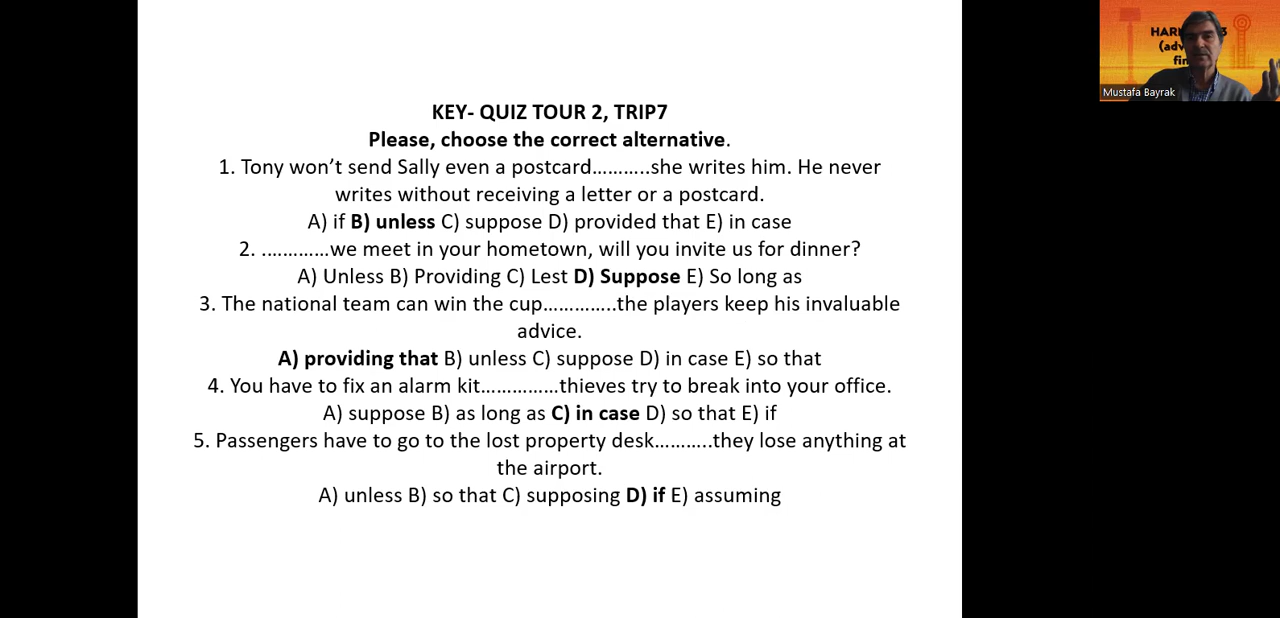 KEY- QUIZ TOUR 2, TRIP7
Please, choose the correct alternative.
1. Tony won’t send Sally even a postcard………..she writes him. He never
writes without receiving a letter or a postcard.
A) if B) unless C) suppose D) provided that E) in case
2. …………we meet in your hometown, will you invite us for dinner?
A) Unless B) Providing C) Lest D) Suppose E) So long as
3. The national team can win the cup…………..the players keep his invaluable
advice.
A) providing that B) unless C) suppose D) in case E) so that
4. You have to fix an alarm kit……………thieves try to break into your office.
A) suppose B) as long as C) in case D) so that E) if
5. Passengers have to go to the lost property desk………..they lose anything at
the airport.
A) unless B) so that C) supposing D) if E) assuming
3
Mustafa Bayrak